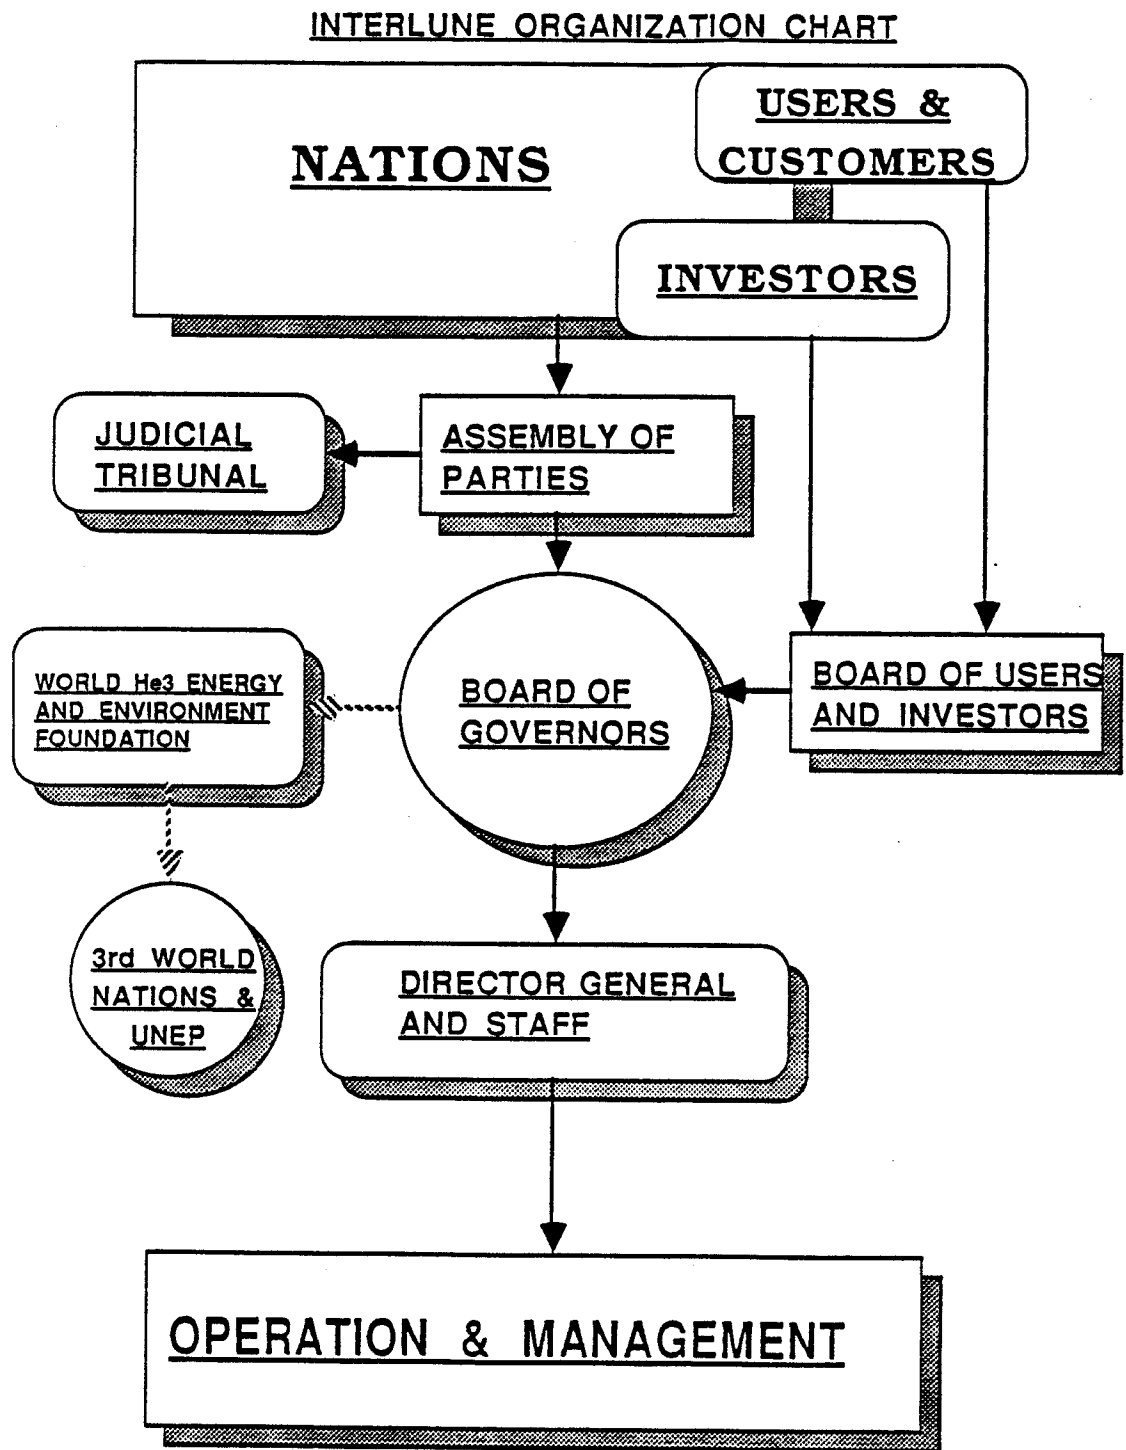 INTERLUNE ORGANIZATION CHART
USERS &
CUSTOMERS
NATIONS
INVESTORS
JUDICIAL
TRIBUNAL
ASSEMBLY OF
PARTIES
WORLD He3 ENERGY
AND ENVIRONMENT
FOUNDATION
BOARD OF
GOVERNORS
BOARD OF USERS
AND INVESTORS
3rd WORLD
NATIONS &
UNEP
DIRECTOR GENERAL
AND STAFF
OPERATION & MANAGEMENT